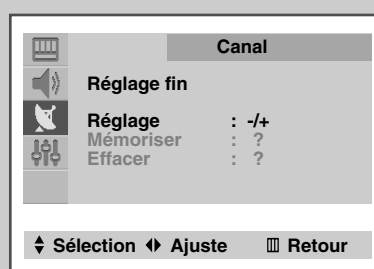 Canal
Réglage fin
Réglage : -/+
Mémoriser : ?
Effacer : ?
Sélection Ajuste Retour